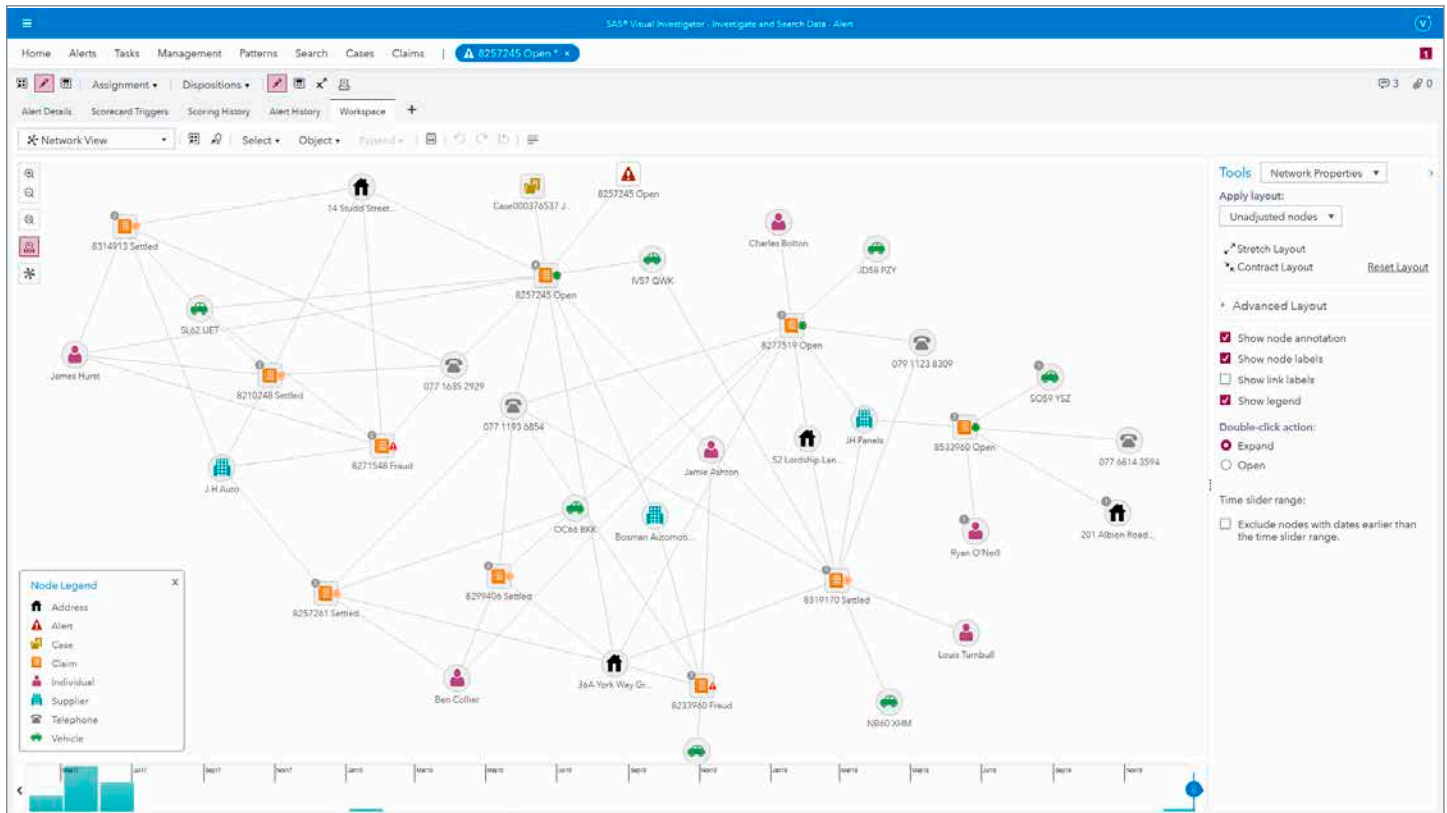 SAS® Visual Investigator - Investigate and Search Data - Alert
Home Alerts Tasks Management Patterns Search Cases Claims | 8257245 Open * ×
1
Assignment Dispositions
3 0
Alert Details Scorecard Triggers Scoring History Alert History Workspace +
Network View Select Object Expand
Tools Network Properties
Apply layout:
Unadjusted nodes
Stretch Layout
Contract Layout Reset Layout
Advanced Layout
Show node annotation
Show node labels
Show link labels
Show legend
Double-click action:
Expand
Open
Time slider range:
Exclude nodes with dates earlier than
the time slider range.
14 Studd Street...
Case000376537 J...
8257245 Open
8314913 Settled
Charles Bolton
JD58 PZY
IV57 QWK
8257245 Open
SL62 UET
8277519 Open
079 1123 8309
James Hurst
077 1635 2929
8210248 Settled
SO59 YSZ
077 1193 6854
JH Panels
8533960 Open
52 Lordship Lan...
8271548 Fraud
Jamie Ashton
077 6814 3594
J H Auto
OC66 BKK
Bosman Automoti...
201 Albion Road...
Ryan O'Neill
8299406 Settled
8319170 Settled
8257261 Settled
Louis Turnbull
36A York Way Gr...
Ben Collier
8233960 Fraud
NB60 XHM
Node Legend X
Address
Alert
Case
Claim
Individual
Supplier
Telephone
Vehicle